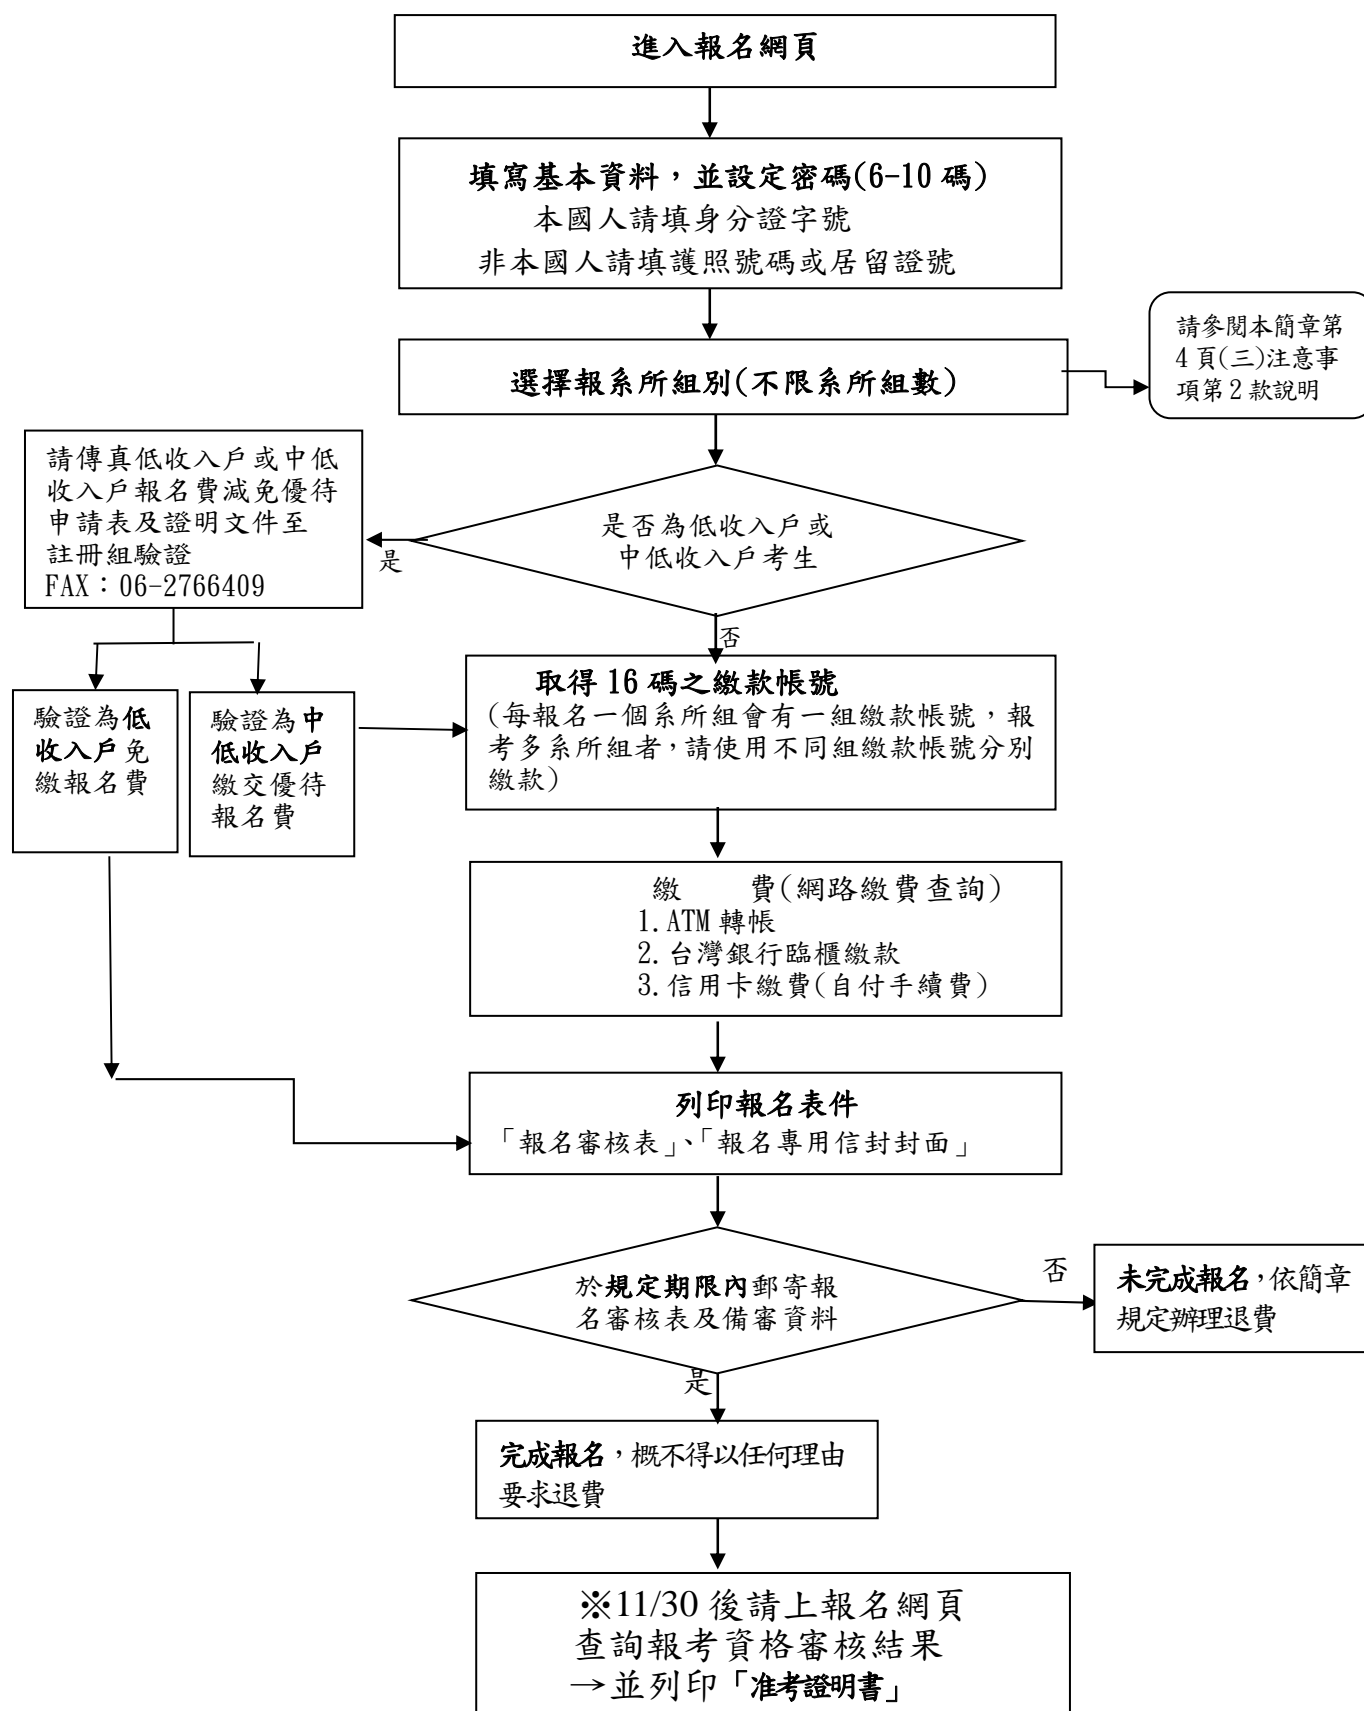 進入報名網頁
填寫基本資料，並設定密碼(6-10 碼)
本國人請填身分證字號
非本國人請填護照號碼或居留證號
請參閱本簡章第
4 頁(三)注意事
項第 2 款說明
選擇報系所組別(不限系所組數)
請傳真低收入戶或中低
收入戶報名費減免優待
申請表及證明文件至
註冊組驗證
FAX：06-2766409
是否為低收入戶或
中低收入戶考生
是
否
取得 16 碼之繳款帳號
(每報名一個系所組會有一組繳款帳號，報
考多系所組者，請使用不同組繳款帳號分別
繳款)
驗證為低
收入戶免
繳報名費
驗證為中
低收入戶
繳交優待
報名費
繳 費(網路繳費查詢)
1.ATM 轉帳
2.台灣銀行臨櫃繳款
3.信用卡繳費(自付手續費)
列印報名表件
「報名審核表」、「報名專用信封封面」
於規定期限內郵寄報
名審核表及備審資料
否
未完成報名，依簡章
規定辦理退費
是
完成報名，概不得以任何理由
要求退費
※11/30 後請上報名網頁
查詢報考資格審核結果
→並列印「准考證明書」